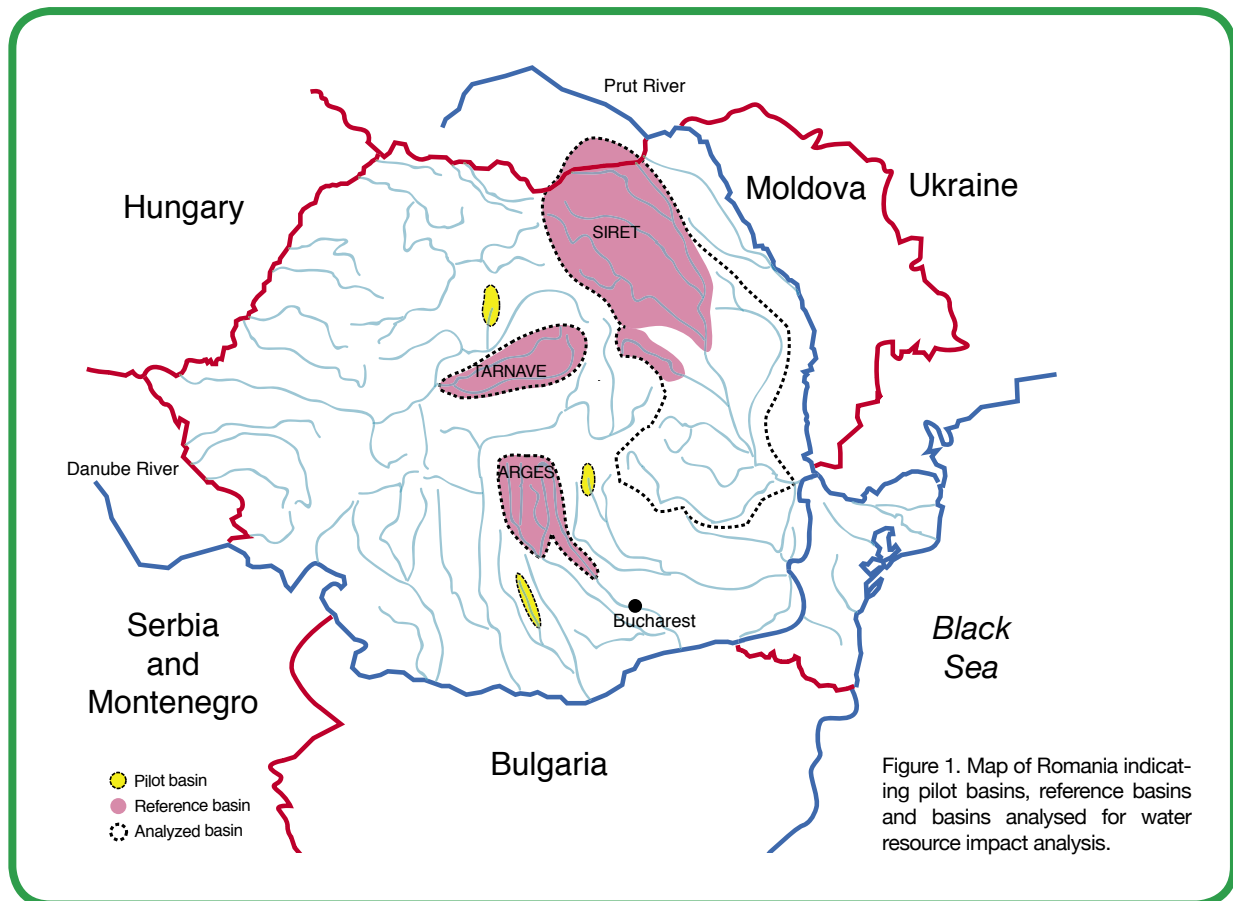 Prut River
Hungary
Moldova
Ukraine
SIRET
TARNAVE
Danube River
ARGES
Serbia
and
Montenegro
Bucharest
Black
Sea
Bulgaria
Pilot basin
Reference basin
Analyzed basin
Figure 1. Map of Romania indicat-
ing pilot basins, reference basins
and basins analysed for water
resource impact analysis.